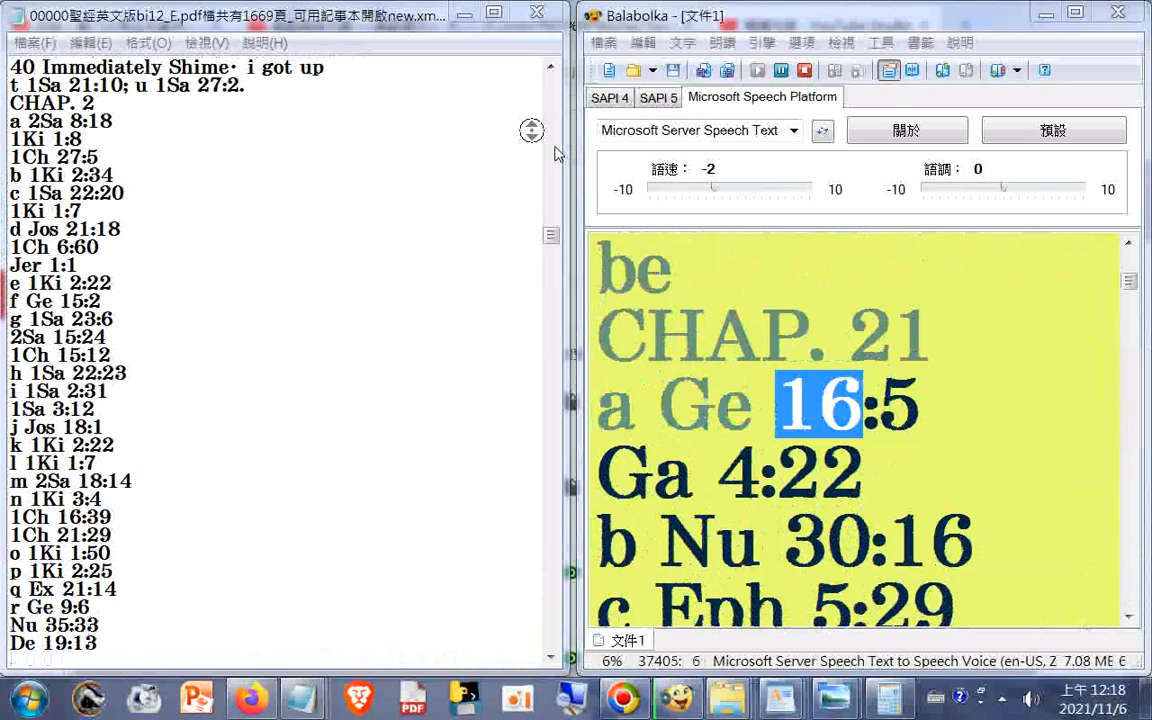 00000聖經英文版bi12_E.pdf檔共有1669頁_可用記事本開啟new.xm...
檔案(F) 編輯(E) 格式(O) 檢視(V) 說明(H)
40 Immediately Shime· i got up
t 1Sa 21:10; u 1Sa 27:2.
CHAP. 2
a 2Sa 8:18
1Ki 1:8
1Ch 27:5
b 1Ki 2:34
c 1Sa 22:20
1Ki 1:7
d Jos 21:18
1Ch 6:60
Jer 1:1
e 1Ki 2:22
f Ge 15:2
g 1Sa 23:6
2Sa 15:24
1Ch 15:12
h 1Sa 22:23
i 1Sa 2:31
1Sa 3:12
j Jos 18:1
k 1Ki 2:22
l 1Ki 1:7
m 2Sa 18:14
n 1Ki 3:4
1Ch 16:39
1Ch 21:29
o 1Ki 1:50
p 1Ki 2:25
q Ex 21:14
r Ge 9:6
Nu 35:33
De 19:13
Balabolka - [文件1]
檔案 編輯 文字 朗讀 引擎 選項 檢視 工具 書籤 說明
SAPI 4 SAPI 5 Microsoft Speech Platform
Microsoft Server Speech Text 關於 預設
語速： -2 語調： 0
-10 10 -10 10
be
CHAP. 21
a Ge 16:5
Ga 4:22
b Nu 30:16
c Eph 5:29
文件1
6% 37405: 6 Microsoft Server Speech Text to Speech Voice (en-US, Z 7.08 MB 6
上午 12:18
2021/11/6